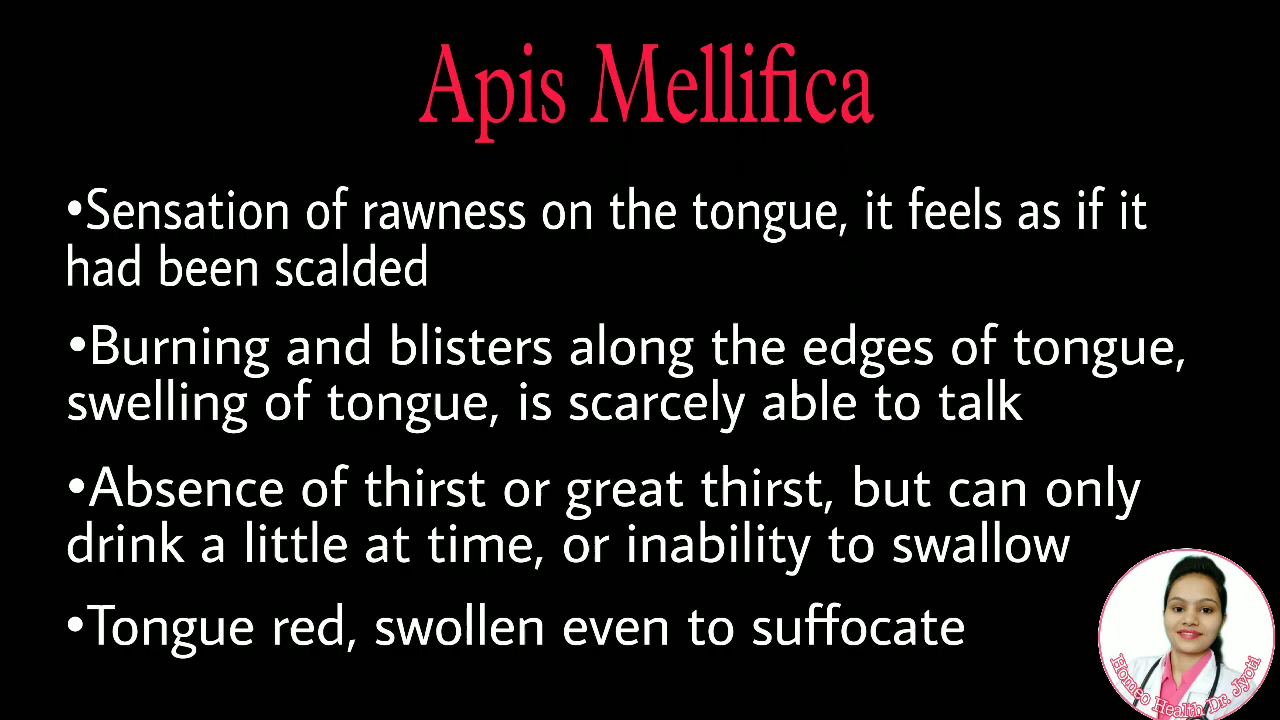 Apis Mellifica
•Sensation of rawness on the tongue, it feels as if it
had been scalded
•Burning and blisters along the edges of tongue,
swelling of tongue, is scarcely able to talk
•Absence of thirst or great thirst, but can only
drink a little at time, or inability to swallow
•Tongue red, swollen even to suffocate
Homeo Health Dr. Jyoti